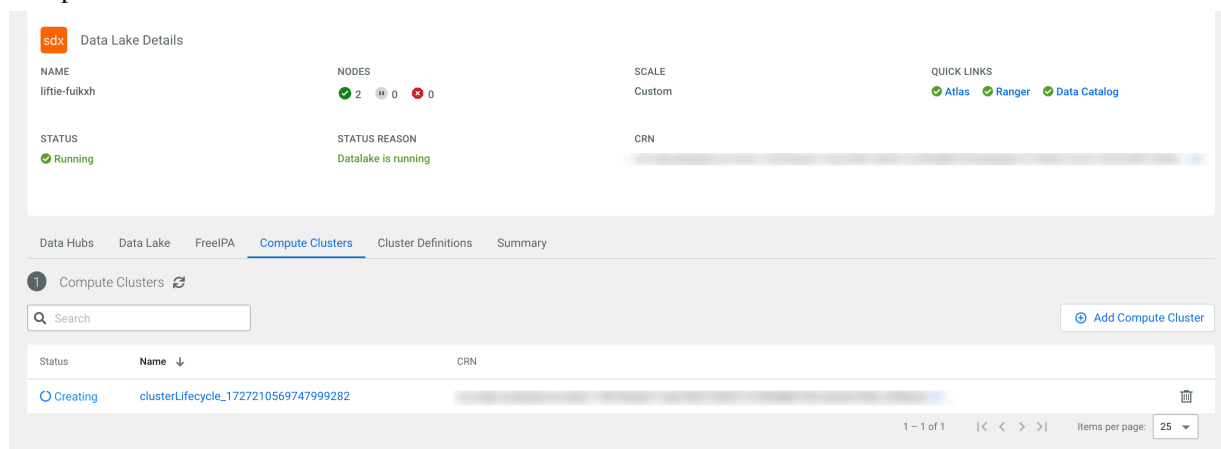 sdx Data Lake Details
NAME NODES SCALE QUICK LINKS
liftie-fuikxh 2 0 0 Custom Atlas Ranger Data Catalog
STATUS STATUS REASON CRN
Running Datalake is running
Data Hubs Data Lake FreeIPA Compute Clusters Cluster Definitions Summary
1 Compute Clusters
Search Add Compute Cluster
Status Name CRN
Creating clusterLifecycle_1727210569747999282
1 – 1 of 1 Items per page: 25